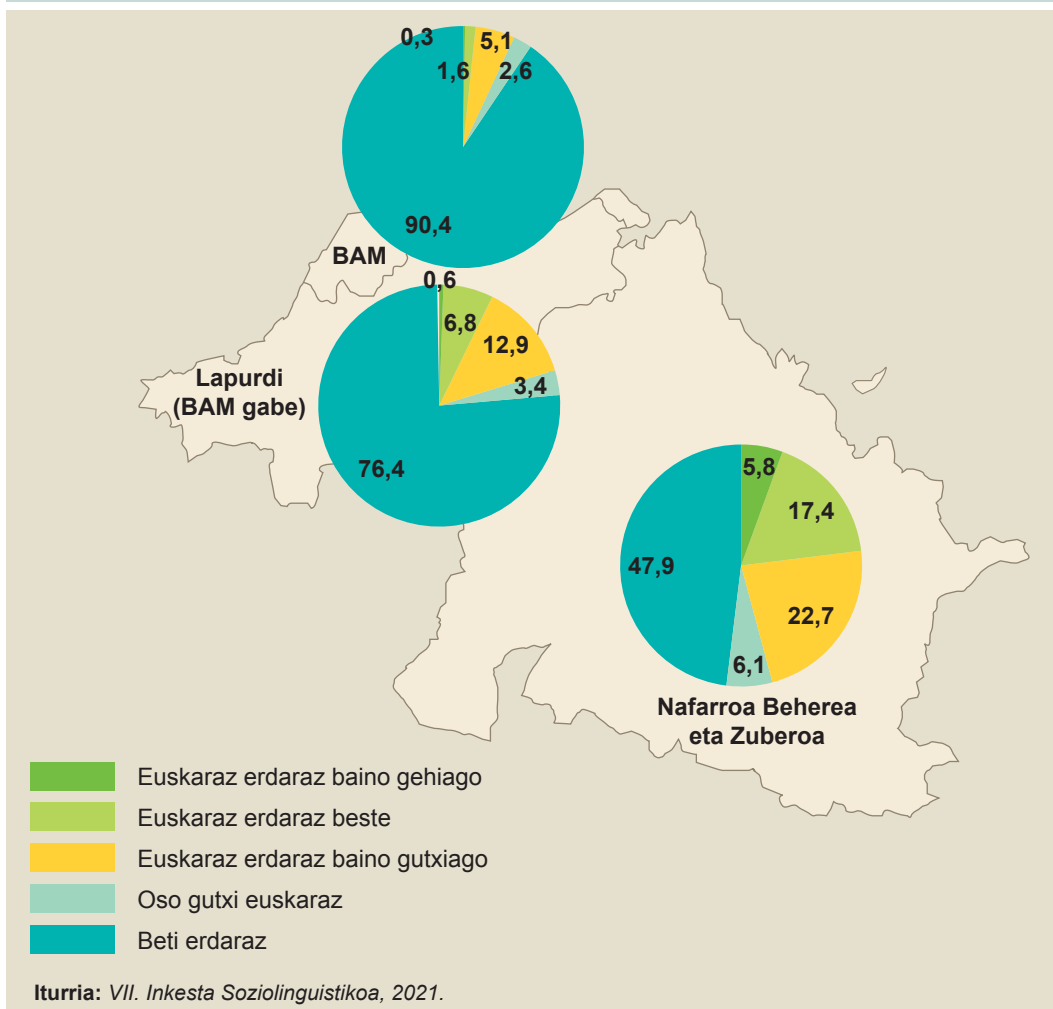 0,3
5,1
1,6
2,6
90,4
BAM
0,6
6,8
12,9
3,4
Lapurdi
(BAM gabe)
76,4
5,8
17,4
47,9
22,7
6,1
Nafarroa Beherea
eta Zuberoa
Euskaraz erdaraz baino gehiago
Euskaraz erdaraz beste
Euskaraz erdaraz baino gutxiago
Oso gutxi euskaraz
Beti erdaraz
Iturria: VII. Inkesta Soziolinguistikoa, 2021.